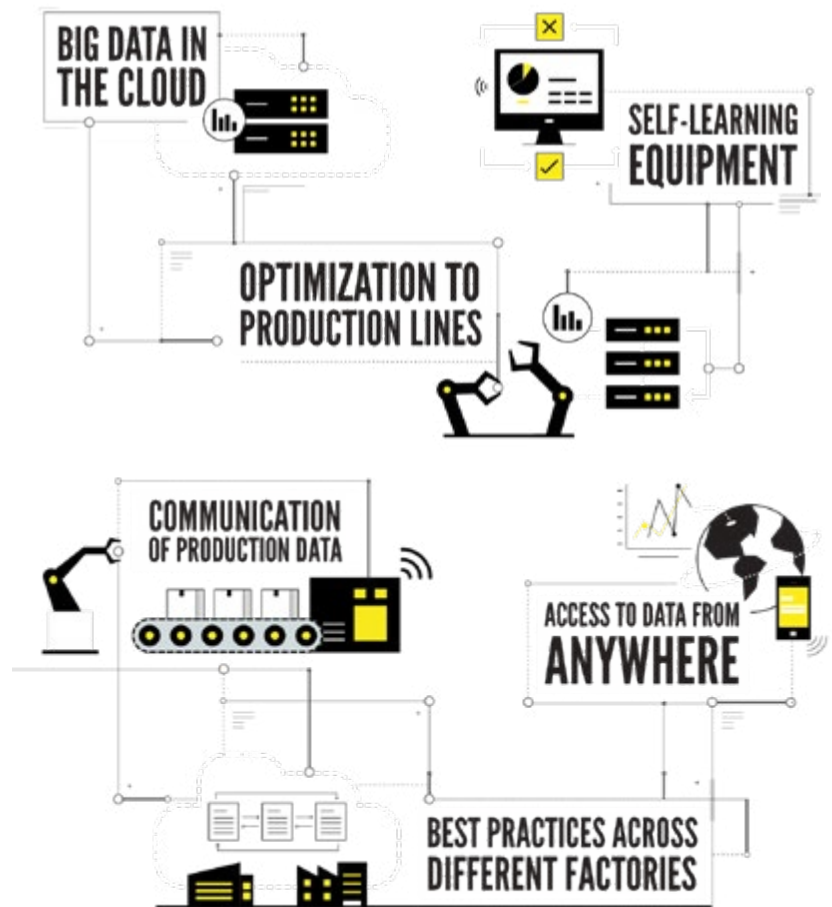 BIG DATA IN
THE CLOUD
SELF-LEARNING
EQUIPMENT
OPTIMIZATION TO
PRODUCTION LINES
COMMUNICATION
OF PRODUCTION DATA
ACCESS TO DATA FROM
ANYWHERE
BEST PRACTICES ACROSS
DIFFERENT FACTORIES